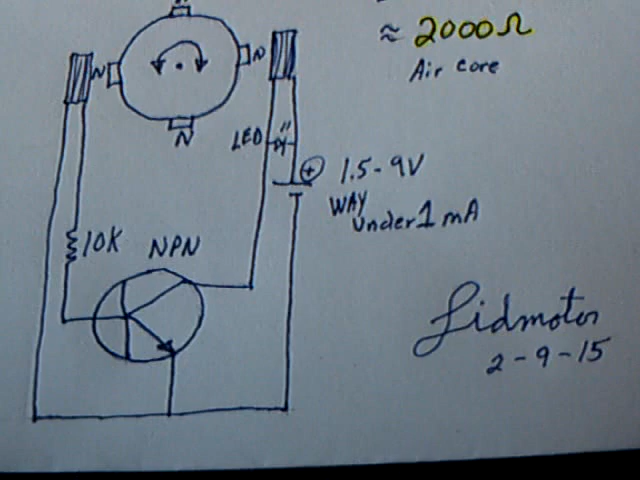 ≈ 2000Ω
Air core
N
N
N
LED
+
1.5 - 9V
WAY
under 1 mA
10K
NPN
Lidmotor
2 - 9 - 15